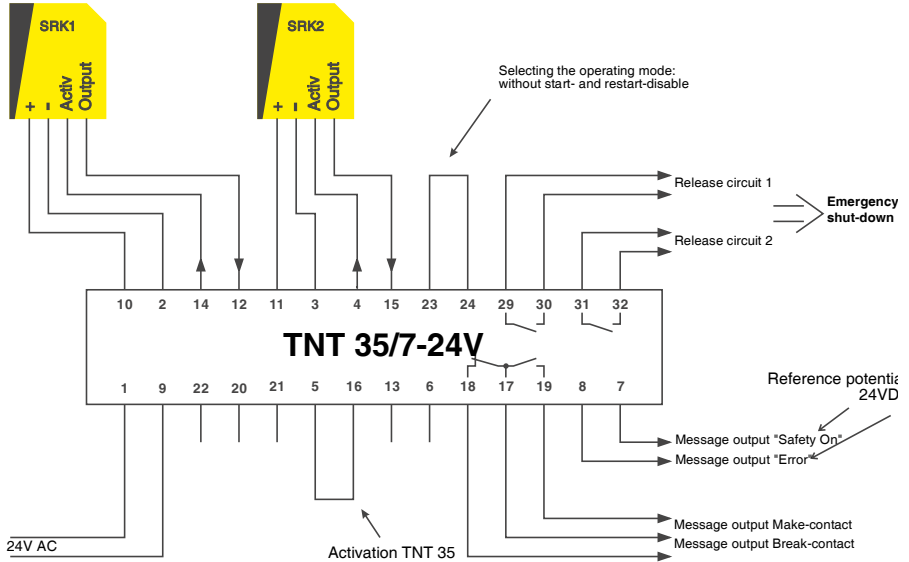 SRK1
SRK2
+ - Activ Output
+ - Activ Output
Selecting the operating mode:
without start- and restart-disable
Release circuit 1
Emergency
shut-down
Release circuit 2
10 2 14 12 11 3 4 15 23 24 29 30 31 32
TNT 35/7-24V
1 9 22 20 21 5 16 13 6 18 17 19 8 7
Reference potentia
24VD
Message output "Safety On"
Message output "Error"
Message output Make-contact
Message output Break-contact
24V AC
Activation TNT 35